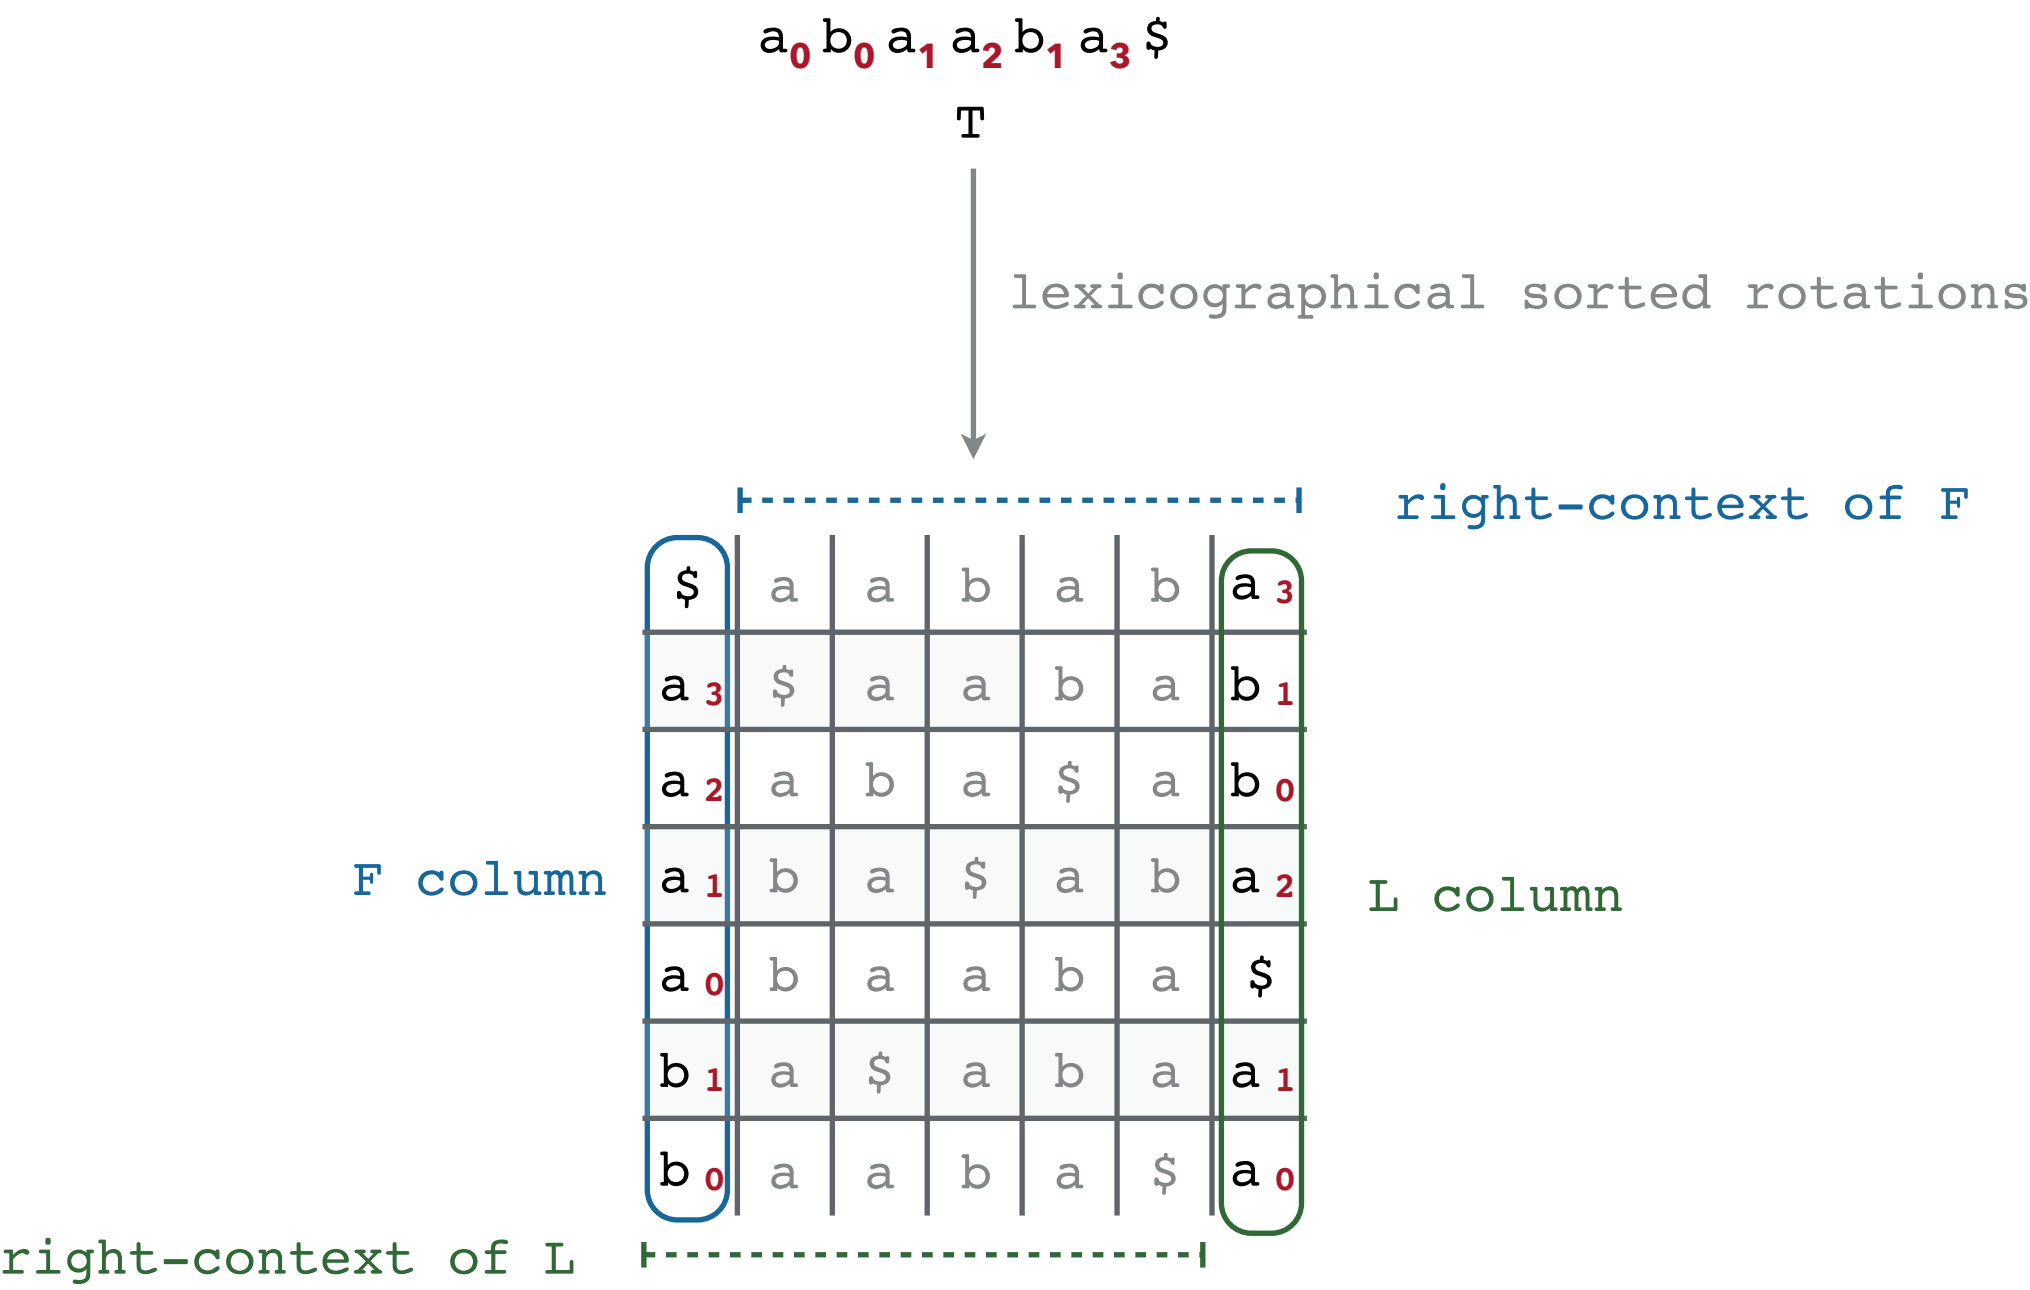 a0 b0 a1 a2 b1 a3 $
T
lexicographical sorted rotations
right-context of F
$ a a b a b a 3
a 3 $ a a b a b 1
a 2 a b a $ a b 0
a 1 b a $ a b a 2
F column
L column
a 0 b a a b a $
b 1 a $ a b a a 1
b 0 a a b a $ a 0
right-context of L